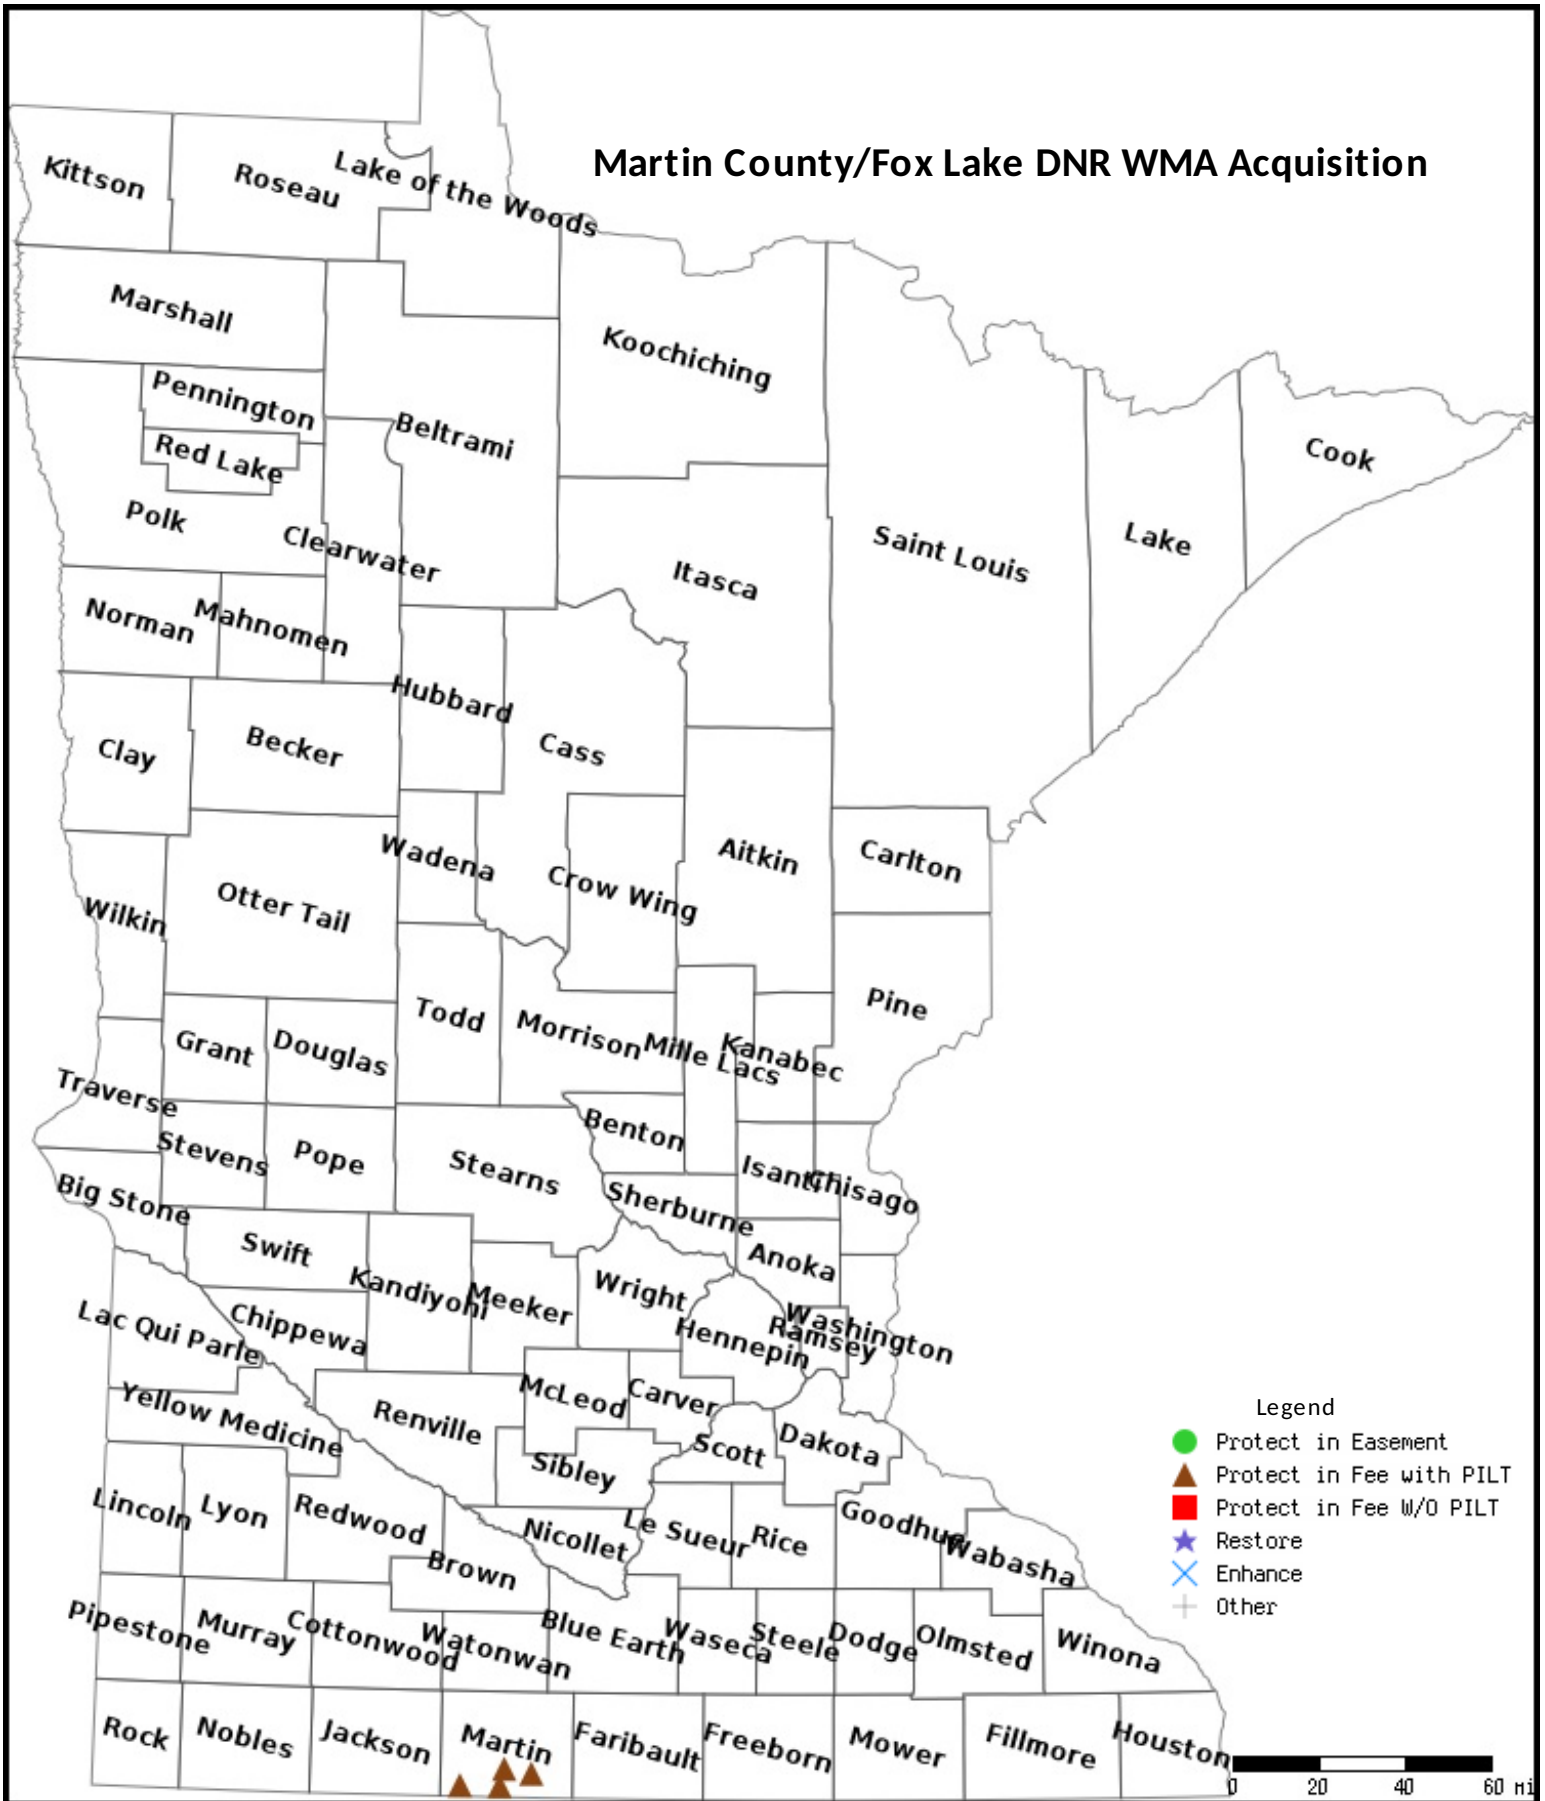 Martin County/Fox Lake DNR WMA Acquisition
Kittson
Roseau
Lake of the Woods
Marshall
Koochiching
Pennington
Beltrami
Red Lake
Cook
Polk
Clearwater
Saint Louis
Lake
Itasca
Norman
Mahnomen
Hubbard
Clay
Becker
Cass
Wadena
Aitkin
Carlton
Otter Tail
Crow Wing
Wilkin
Pine
Todd
Morrison
Mille Lacs
Kanabec
Grant
Douglas
Traverse
Benton
Stevens
Pope
Stearns
Isanti
Chisago
Big Stone
Sherburne
Swift
Anoka
Kandiyohi
Meeker
Wright
Washington
Ramsey
Hennepin
Lac Qui Parle
Chippewa
McLeod
Carver
Yellow Medicine
Renville
Scott
Dakota
Sibley
Legend
Protect in Easement
Protect in Fee with PILT
Protect in Fee W/O PILT
Restore
Enhance
Other
Lincoln
Lyon
Redwood
Nicollet
Le Sueur
Rice
Goodhue
Wabasha
Brown
Pipestone
Murray
Cottonwood
Watonwan
Blue Earth
Waseca
Steele
Dodge
Olmsted
Winona
Rock
Nobles
Jackson
Martin
Faribault
Freeborn
Mower
Fillmore
Houston
0 20 40 60 mi